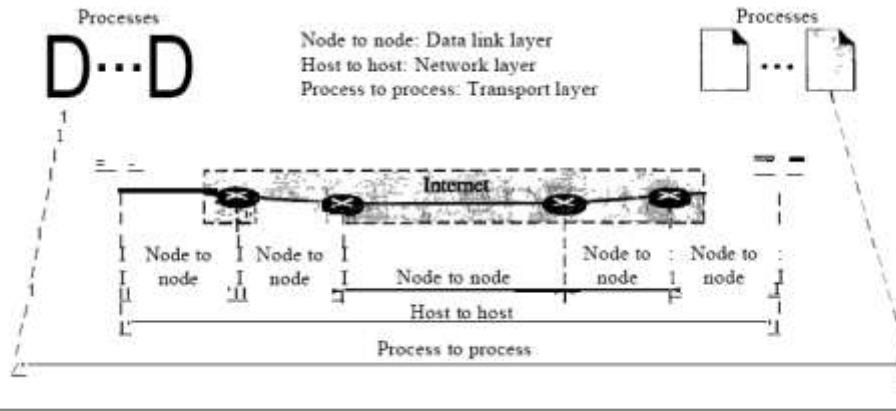 Processes
Processes
D...D
...
Node to node: Data link layer
Host to host: Network layer
Process to process: Transport layer
Internet
Node to
node
Node to
node
Node to node
Node to
node
Node to
node
Host to host
Process to process